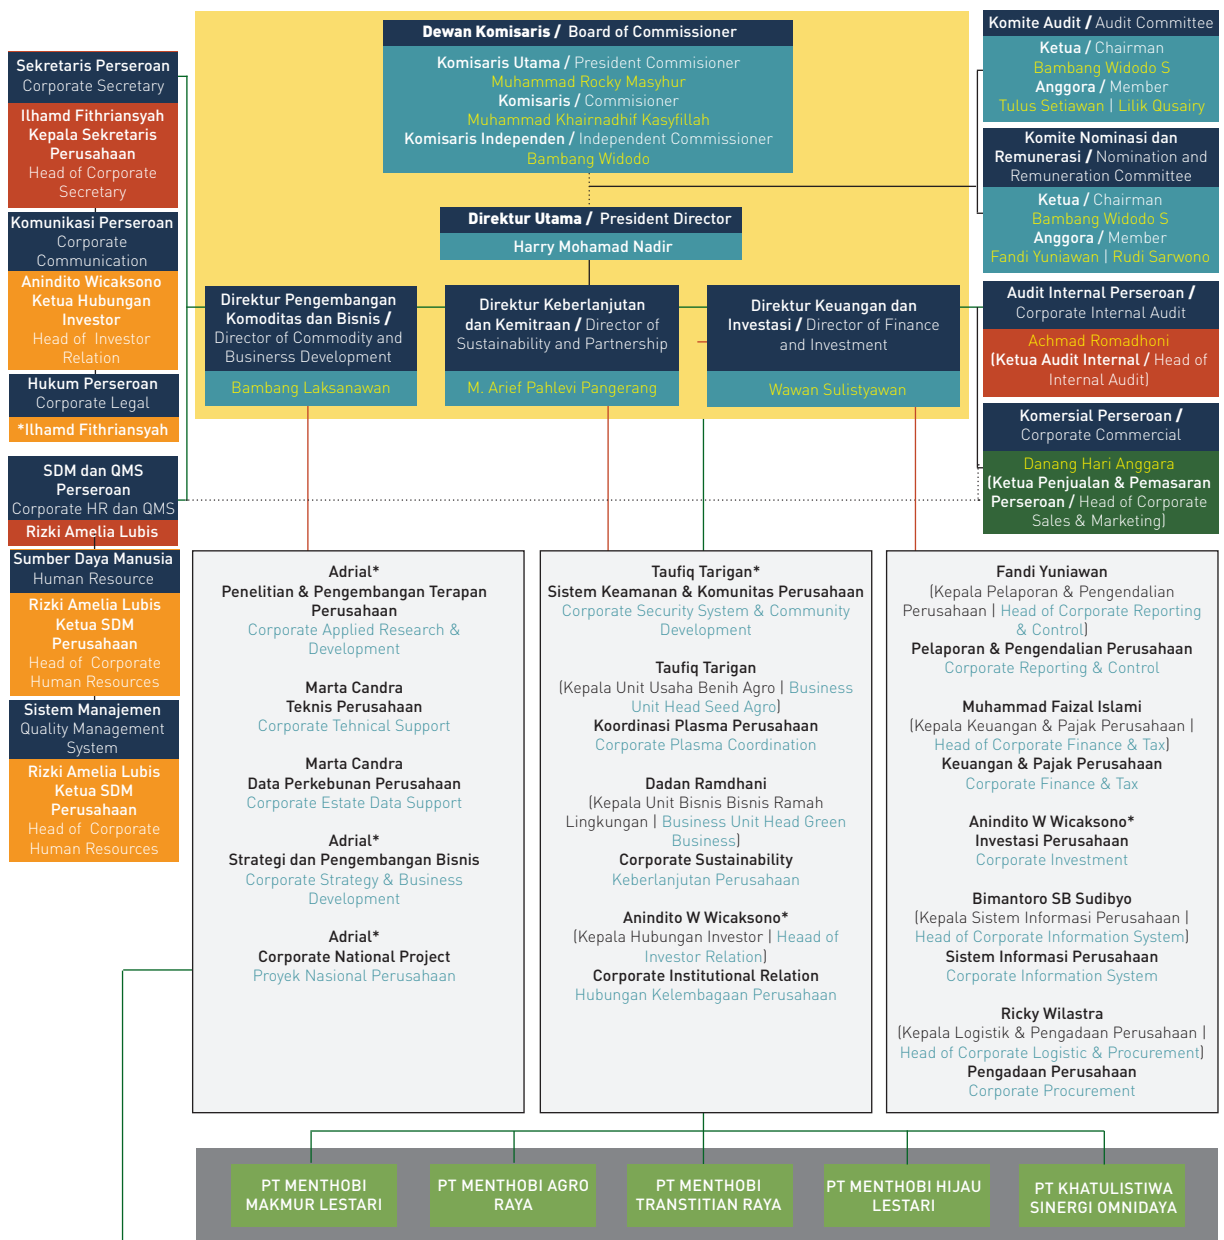 Dewan Komisaris / Board of Commissioner
Komisaris Utama / President Commisioner
Muhammad Rocky Masyhur
Komisaris / Commisioner
Muhammad Khairnadhif Kasyfillah
Komisaris Independen / Independent Commissioner
Bambang Widodo
Direktur Utama / President Director
Harry Mohamad Nadir
Direktur Pengembangan
Komoditas dan Bisnis /
Director of Commodity and
Businerss Development
Bambang Laksanawan
Direktur Keberlanjutan
dan Kemitraan / Director of
Sustainability and Partnership
M. Arief Pahlevi Pangerang
Direktur Keuangan dan
Investasi / Director of Finance
and Investment
Wawan Sulistyawan
Sekretaris Perseroan
Corporate Secretary
Ilhamd Fithriansyah
Kepala Sekretaris
Perusahaan
Head of Corporate
Secretary
Komunikasi Perseroan
Corporate
Communication
Anindito Wicaksono
Ketua Hubungan
Investor
Head of Investor
Relation
Hukum Perseroan
Corporate Legal
*Ilhamd Fithriansyah
SDM dan QMS
Perseroan
Corporate HR dan QMS
Rizki Amelia Lubis
Sumber Daya Manusia
Human Resource
Rizki Amelia Lubis
Ketua SDM
Perusahaan
Head of Corporate
Human Resources
Sistem Manajemen
Quality Management
System
Rizki Amelia Lubis
Ketua SDM
Perusahaan
Head of Corporate
Human Resources
Komite Audit / Audit Committee
Ketua / Chairman
Bambang Widodo S
Anggora / Member
Tulus Setiawan | Lilik Qusairy
Komite Nominasi dan
Remunerasi / Nomination and
Remuneration Committee
Ketua / Chairman
Bambang Widodo S
Anggora / Member
Fandi Yuniawan | Rudi Sarwono
Audit Internal Perseroan /
Corporate Internal Audit
Achmad Romadhoni
(Ketua Audit Internal / Head of
Internal Audit)
Komersial Perseroan /
Corporate Commercial
Danang Hari Anggara
(Ketua Penjualan & Pemasaran
Perseroan / Head of Corporate
Sales & Marketing)
Adrial*
Penelitian & Pengembangan Terapan
Perusahaan
Corporate Applied Research &
Development
Marta Candra
Teknis Perusahaan
Corporate Tehnical Support
Marta Candra
Data Perkebunan Perusahaan
Corporate Estate Data Support
Adrial*
Strategi dan Pengembangan Bisnis
Corporate Strategy & Business
Development
Adrial*
Corporate National Project
Proyek Nasional Perusahaan
Taufiq Tarigan*
Sistem Keamanan & Komunitas Perusahaan
Corporate Security System & Community
Development
Taufiq Tarigan
(Kepala Unit Usaha Benih Agro | Business
Unit Head Seed Agro)
Koordinasi Plasma Perusahaan
Corporate Plasma Coordination
Dadan Ramdhani
(Kepala Unit Bisnis Bisnis Ramah
Lingkungan | Business Unit Head Green
Business)
Corporate Sustainability
Keberlanjutan Perusahaan
Anindito W Wicaksono*
(Kepala Hubungan Investor | Heaad of
Investor Relation)
Corporate Institutional Relation
Hubungan Kelembagaan Perusahaan
Fandi Yuniawan
(Kepala Pelaporan & Pengendalian
Perusahaan | Head of Corporate Reporting
& Control)
Pelaporan & Pengendalian Perusahaan
Corporate Reporting & Control
Muhammad Faizal Islami
(Kepala Keuangan & Pajak Perusahaan |
Head of Corporate Finance & Tax)
Keuangan & Pajak Perusahaan
Corporate Finance & Tax
Anindito W Wicaksono*
Investasi Perusahaan
Corporate Investment
Bimantoro SB Sudibyo
(Kepala Sistem Informasi Perusahaan |
Head of Corporate Information System)
Sistem Informasi Perusahaan
Corporate Information System
Ricky Wilastra
(Kepala Logistik & Pengadaan Perusahaan |
Head of Corporate Logistic & Procurement)
Pengadaan Perusahaan
Corporate Procurement
PT MENTHOBI
MAKMUR LESTARI
PT MENTHOBI AGRO
RAYA
PT MENTHOBI
TRANSTITIAN RAYA
PT MENTHOBI HIJAU
LESTARI
PT KHATULISTIWA
SINERGI OMNIDAYA